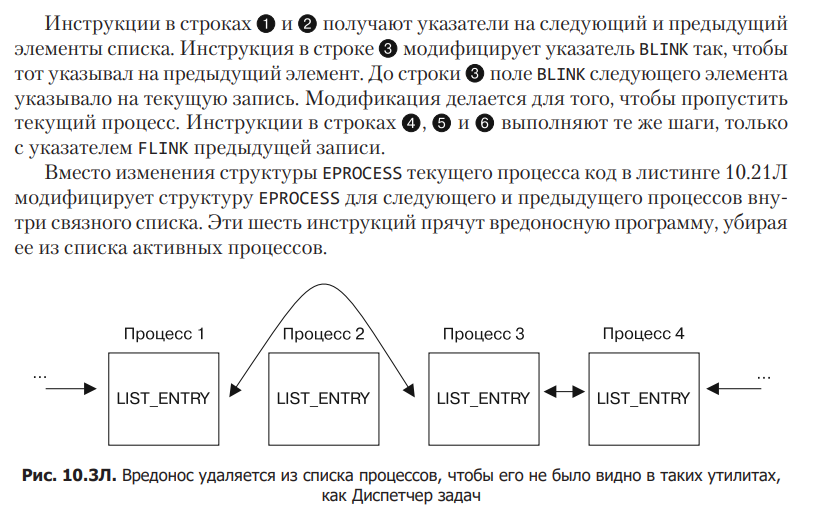 Инструкции в строках ❶ и ❷ получают указатели на следующий и предыдущий
элементы списка. Инструкция в строке ❸ модифицирует указатель BLINK так, чтобы
тот указывал на предыдущий элемент. До строки ❸ поле BLINK следующего элемента
указывало на текущую запись. Модификация делается для того, чтобы пропустить
текущий процесс. Инструкции в строках ❹, ❺ и ❻ выполняют те же шаги, только
с указателем FLINK предыдущей записи.
Вместо изменения структуры EPROCESS текущего процесса код в листинге 10.21Л
модифицирует структуру EPROCESS для следующего и предыдущего процессов вну-
три связного списка. Эти шесть инструкций прячут вредоносную программу, убирая
ее из списка активных процессов.
Процесс 1 Процесс 2 Процесс 3 Процесс 4
... ...
LIST_ENTRY LIST_ENTRY LIST_ENTRY LIST_ENTRY
Рис. 10.3Л. Вредонос удаляется из списка процессов, чтобы его не было видно в таких утилитах,
как Диспетчер задач